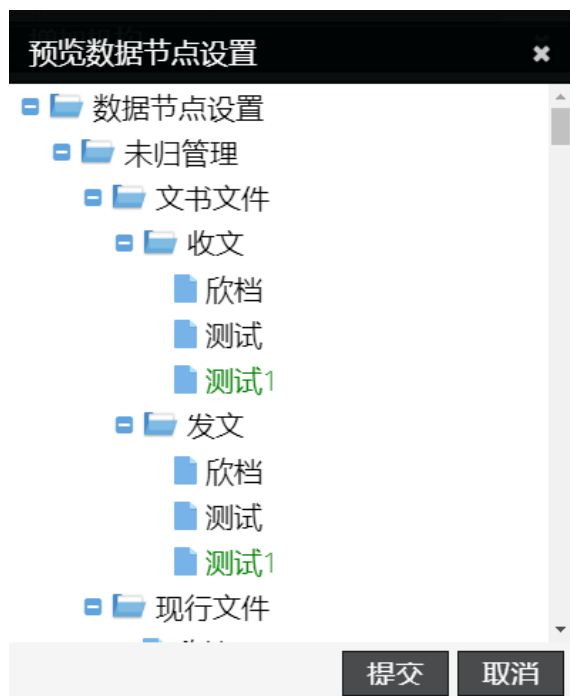 预览数据节点设置
数据节点设置
未归管理
文书文件
收文
欣档
测试
测试1
发文
欣档
测试
测试1
现行文件
提交 取消